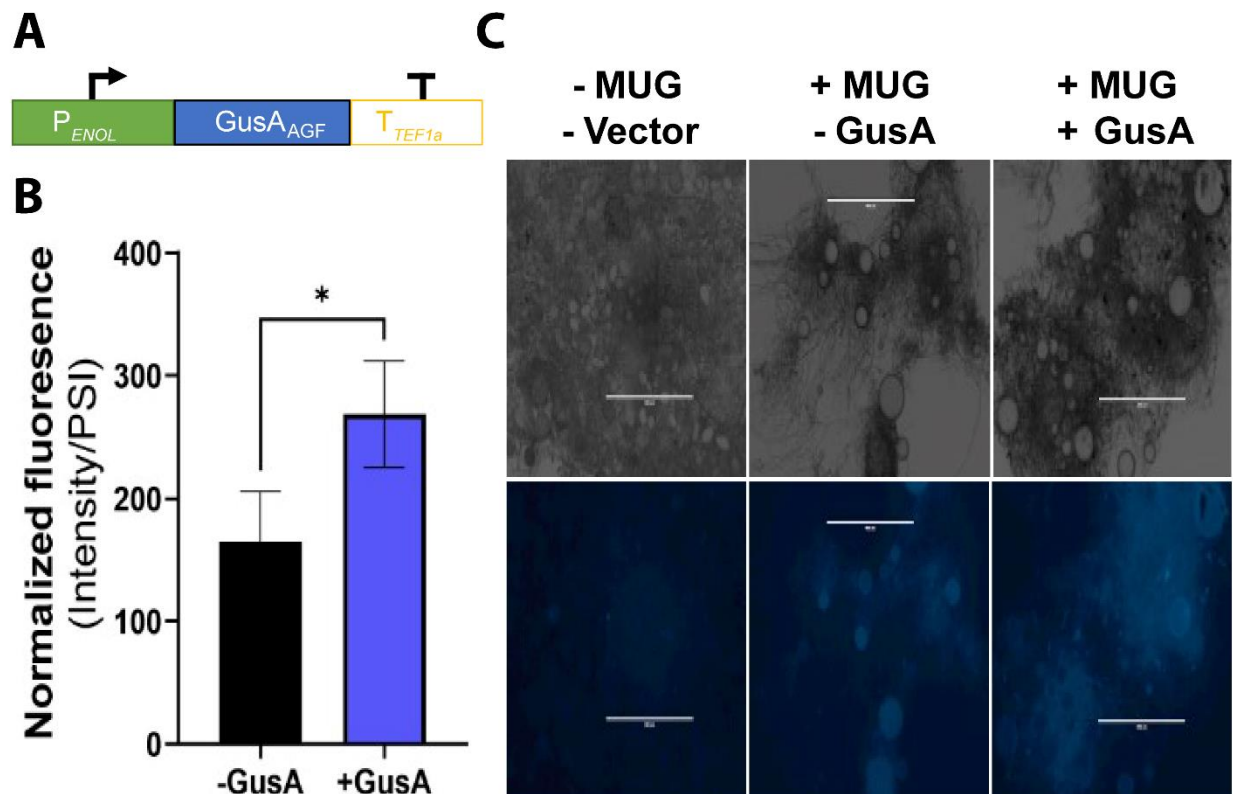 A
P ENOL
GusA AGF
T TEF1a
B
Normalized fluoresence
(Intensity/PSI)
400
300
200
100
0
*
-GusA
+GusA
C
- MUG
- Vector
+ MUG
- GusA
+ MUG
+ GusA